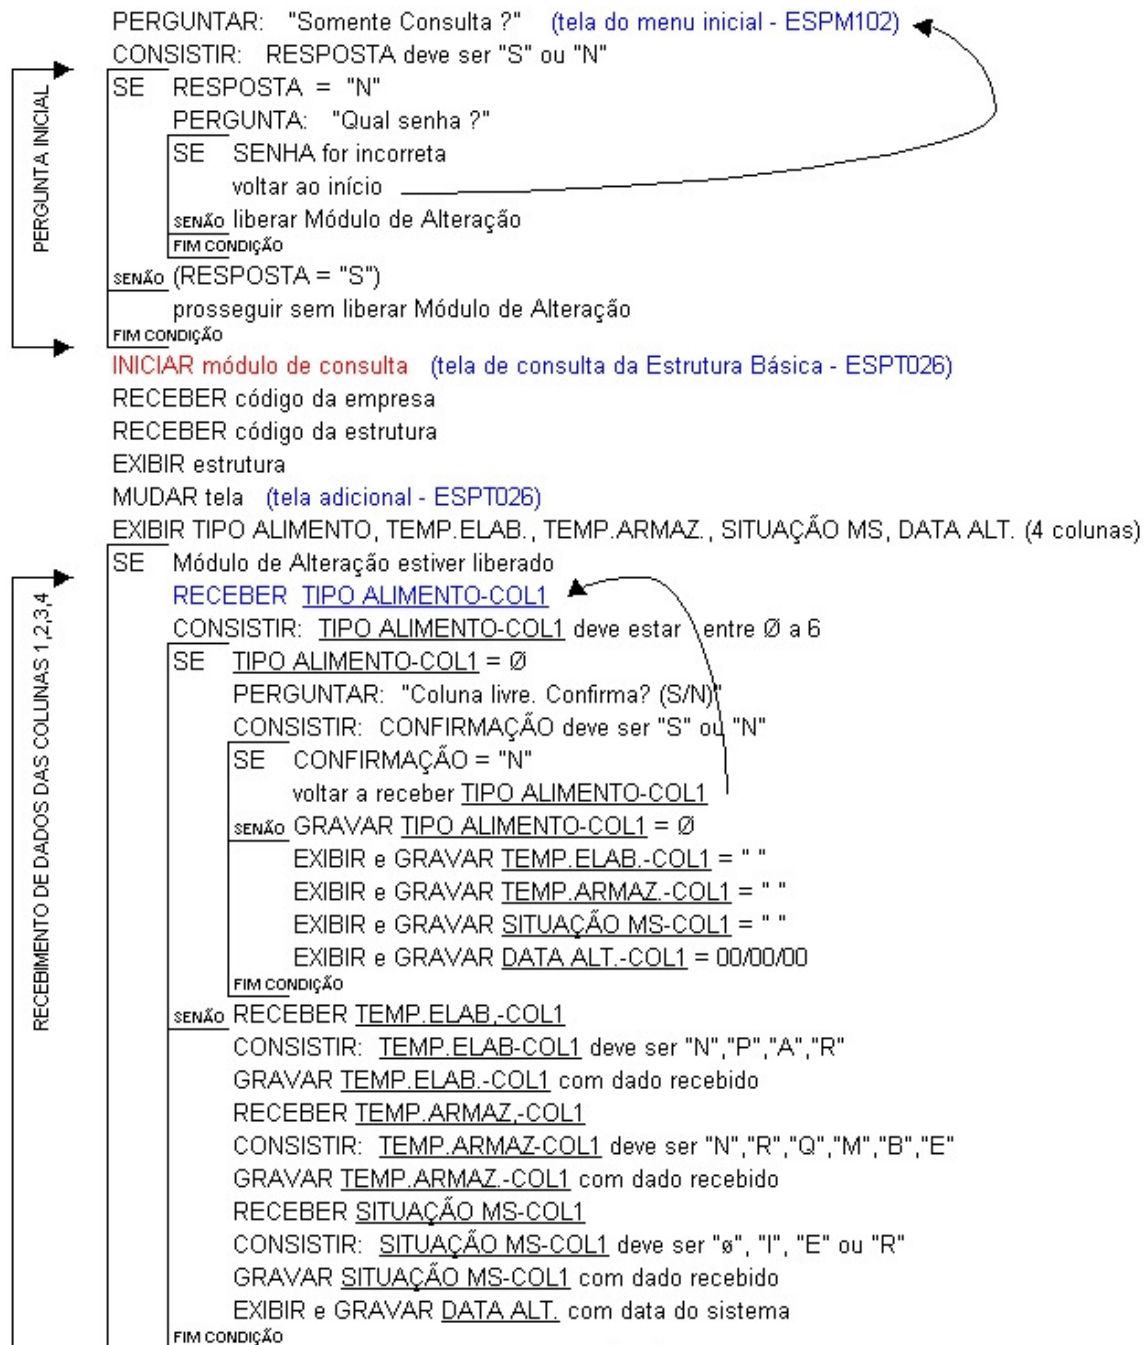 PERGUNTAR: "Somente Consulta ?" (tela do menu inicial - ESPM102)
CONSISTIR: RESPOSTA deve ser "S" ou "N"
PERGUNTA INICIAL
SE RESPOSTA = "N"
PERGUNTA: "Qual senha ?"
SE SENHA for incorreta
voltar ao início
SENÃO liberar Módulo de Alteração
FIM CONDIÇÃO
SENÃO (RESPOSTA = "S")
prosseguir sem liberar Módulo de Alteração
FIM CONDIÇÃO
INICIAR módulo de consulta (tela de consulta da Estrutura Básica - ESPT026)
RECEBER código da empresa
RECEBER código da estrutura
EXIBIR estrutura
MUDAR tela (tela adicional - ESPT026)
EXIBIR TIPO ALIMENTO, TEMP.ELAB., TEMP.ARMAZ., SITUAÇÃO MS, DATA ALT. (4 colunas)
RECEBIMENTO DE DADOS DAS COLUNAS 1,2,3,4
SE Módulo de Alteração estiver liberado
RECEBER TIPO ALIMENTO-COL1
CONSISTIR: TIPO ALIMENTO-COL1 deve estar entre Ø a 6
SE TIPO ALIMENTO-COL1 = Ø
PERGUNTAR: "Coluna livre. Confirma? (S/N)"
CONSISTIR: CONFIRMAÇÃO deve ser "S" ou "N"
SE CONFIRMAÇÃO = "N"
voltar a receber TIPO ALIMENTO-COL1
SENÃO GRAVAR TIPO ALIMENTO-COL1 = Ø
EXIBIR e GRAVAR TEMP.ELAB.-COL1 = " "
EXIBIR e GRAVAR TEMP.ARMAZ.-COL1 = " "
EXIBIR e GRAVAR SITUAÇÃO MS-COL1 = " "
EXIBIR e GRAVAR DATA ALT.-COL1 = 00/00/00
FIM CONDIÇÃO
SENÃO RECEBER TEMP.ELAB,-COL1
CONSISTIR: TEMP.ELAB-COL1 deve ser "N","P","A","R"
GRAVAR TEMP.ELAB.-COL1 com dado recebido
RECEBER TEMP.ARMAZ,-COL1
CONSISTIR: TEMP.ARMAZ-COL1 deve ser "N","R","Q","M","B","E"
GRAVAR TEMP.ARMAZ.-COL1 com dado recebido
RECEBER SITUAÇÃO MS-COL1
CONSISTIR: SITUAÇÃO MS-COL1 deve ser "ø", "I", "E" ou "R"
GRAVAR SITUAÇÃO MS-COL1 com dado recebido
EXIBIR e GRAVAR DATA ALT. com data do sistema
FIM CONDIÇÃO